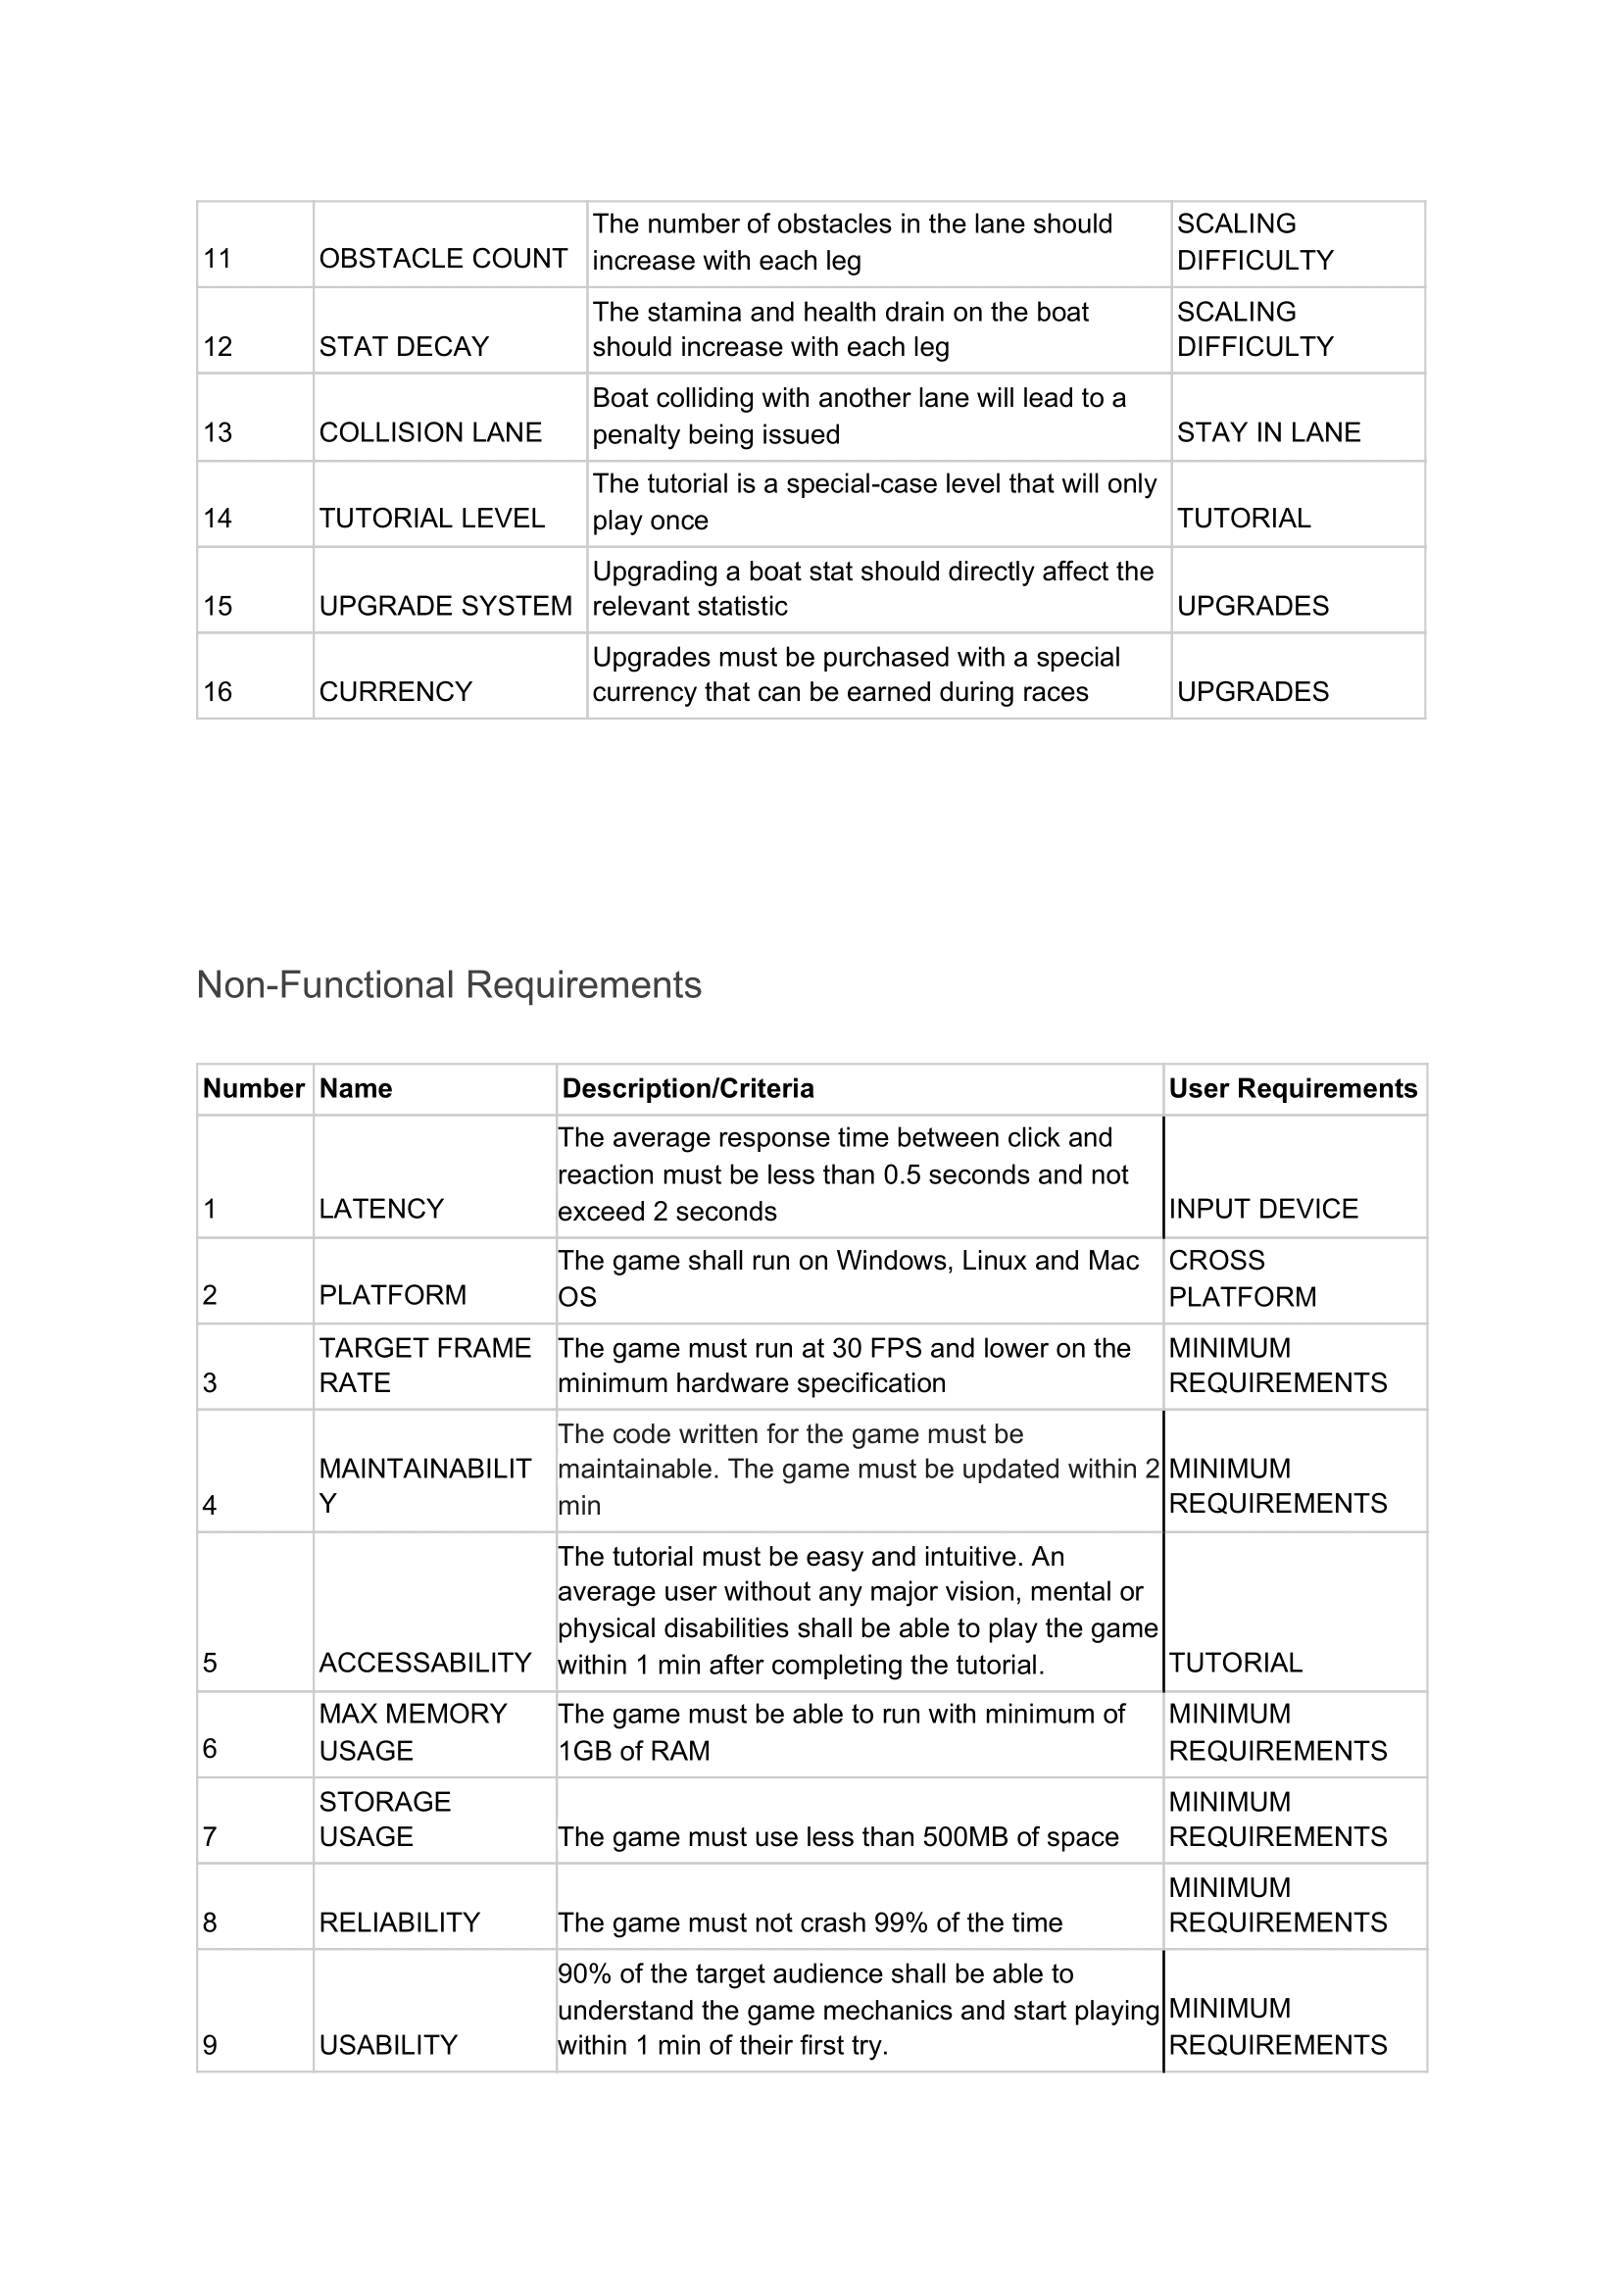 11 OBSTACLE COUNT The number of obstacles in the lane should increase with each leg SCALING DIFFICULTY
12 STAT DECAY The stamina and health drain on the boat should increase with each leg SCALING DIFFICULTY
13 COLLISION LANE Boat colliding with another lane will lead to a penalty being issued STAY IN LANE
14 TUTORIAL LEVEL The tutorial is a special-case level that will only play once TUTORIAL
15 UPGRADE SYSTEM Upgrading a boat stat should directly affect the relevant statistic UPGRADES
16 CURRENCY Upgrades must be purchased with a special currency that can be earned during races UPGRADES
Non-Functional Requirements
Number Name Description/Criteria User Requirements
1 LATENCY The average response time between click and reaction must be less than 0.5 seconds and not exceed 2 seconds INPUT DEVICE
2 PLATFORM The game shall run on Windows, Linux and Mac OS CROSS PLATFORM
3 TARGET FRAME RATE The game must run at 30 FPS and lower on the minimum hardware specification MINIMUM REQUIREMENTS
4 MAINTAINABILITY The code written for the game must be maintainable. The game must be updated within 2 min MINIMUM REQUIREMENTS
5 ACCESSABILITY The tutorial must be easy and intuitive. An average user without any major vision, mental or physical disabilities shall be able to play the game within 1 min after completing the tutorial. TUTORIAL
6 MAX MEMORY USAGE The game must be able to run with minimum of 1GB of RAM MINIMUM REQUIREMENTS
7 STORAGE USAGE The game must use less than 500MB of space MINIMUM REQUIREMENTS
8 RELIABILITY The game must not crash 99% of the time MINIMUM REQUIREMENTS
9 USABILITY 90% of the target audience shall be able to understand the game mechanics and start playing within 1 min of their first try. MINIMUM REQUIREMENTS